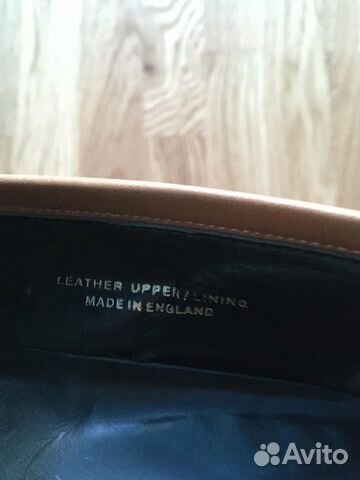 LEATHER UPPER/LINING
MADE IN ENGLAND
Avito